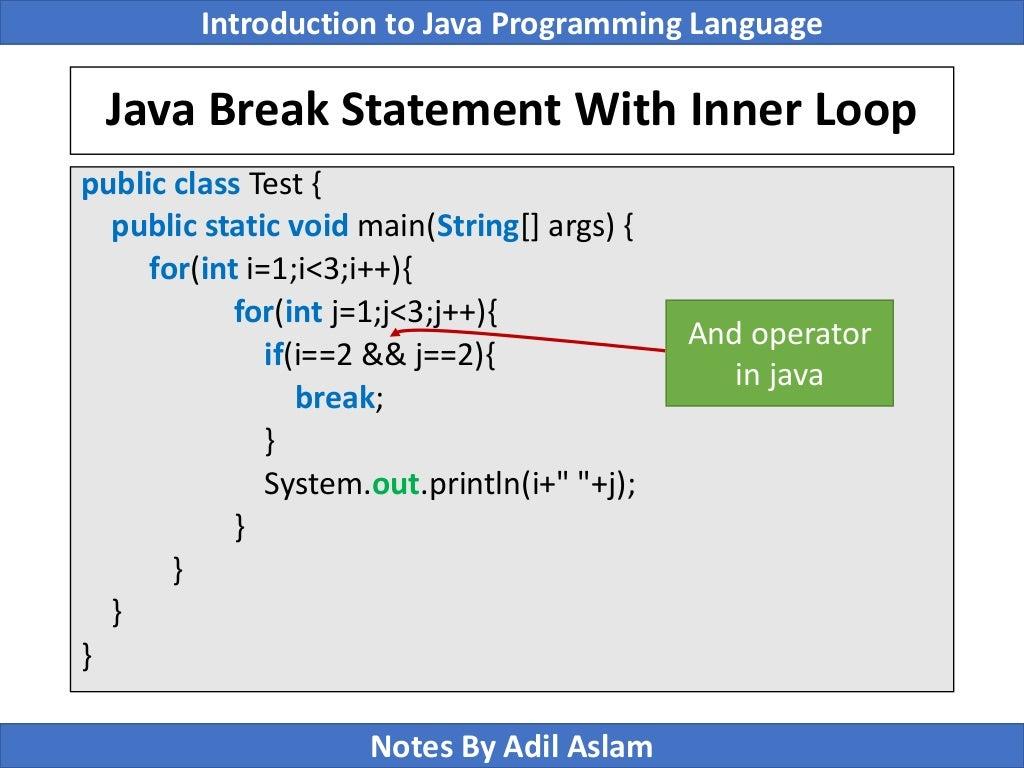 Introduction to Java Programming Language
Java Break Statement With Inner Loop
public class Test {
public static void main(String[] args) {
for(int i=1;i<3;i++){
for(int j=1;j<3;j++){
if(i==2 && j==2){
break;
}
System.out.println(i+" "+j);
}
}
}
}
And operator
in java
Notes By Adil Aslam